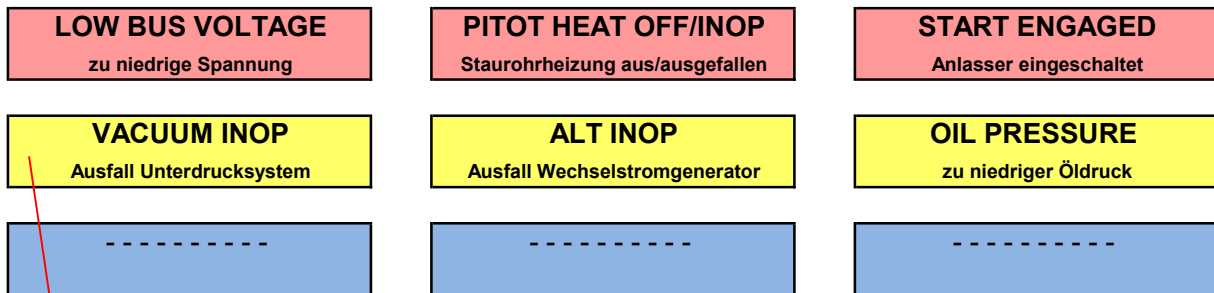 LOW BUS VOLTAGE
zu niedrige Spannung
PITOT HEAT OFF/INOP
Staurohrheizung aus/ausgefallen
START ENGAGED
Anlasser eingeschaltet
VACUUM INOP
Ausfall Unterdrucksystem
ALT INOP
Ausfall Wechselstromgenerator
OIL PRESSURE
zu niedriger Öldruck
- - - - - - - - - -
- - - - - - - - - -
- - - - - - - - - -